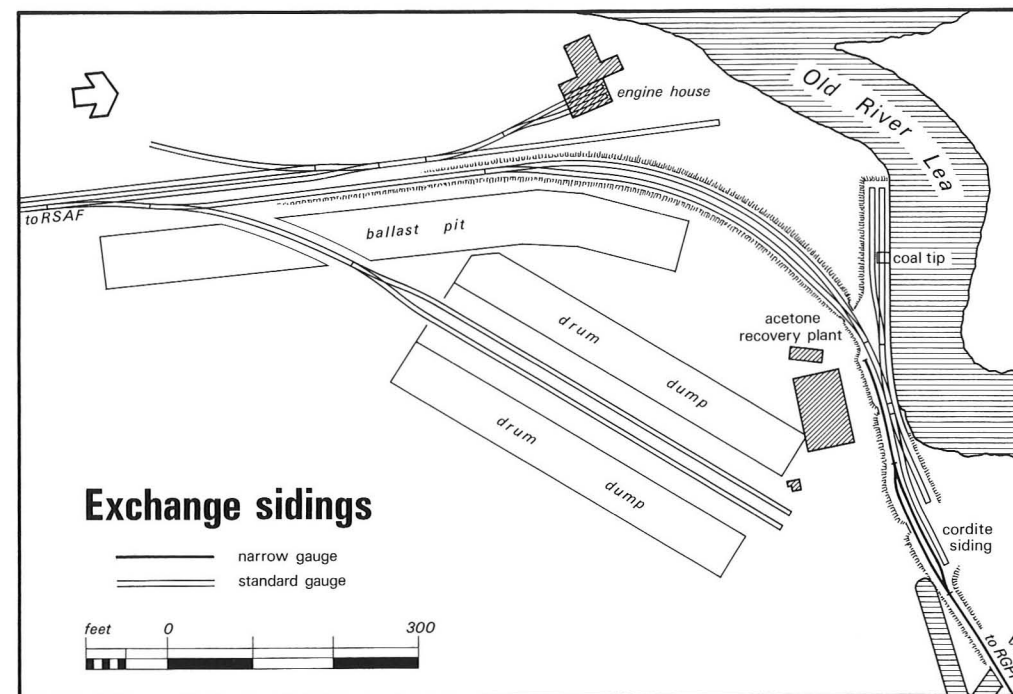 Old River Lea
engine house
to RSAF
ballast pit
coal tip
acetone
recovery plant
drum dump
drum dump
Exchange sidings
narrow gauge
standard gauge
cordite
siding
feet 0 300